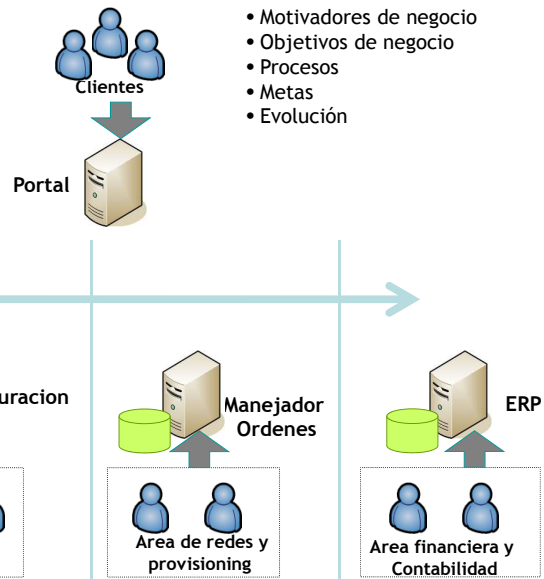 • Motivadores de negocio
• Objetivos de negocio
• Procesos
• Metas
• Evolución
Clientes
Portal
uracion
Manejador
Ordenes
ERP
Area de redes y
provisioning
Area financiera y
Contabilidad